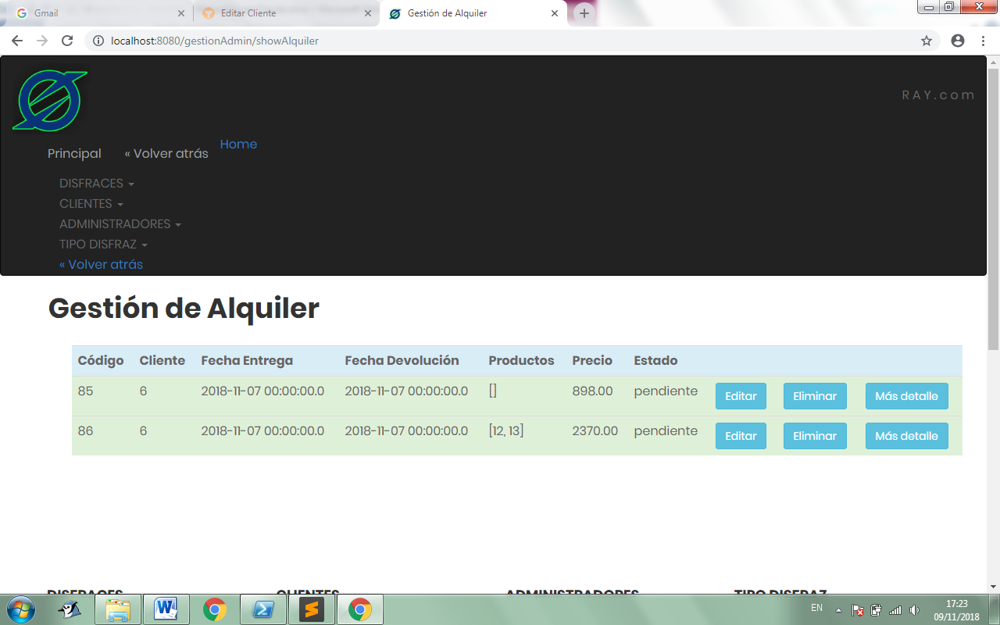 Gmail
Editar Cliente
Gestión de Alquiler
localhost:8080/gestionAdmin/showAlquiler
RAY.com
Principal « Volver atrás Home
DISFRACES
CLIENTES
ADMINISTRADORES
TIPO DISFRAZ
« Volver atrás
Gestión de Alquiler
Código Cliente Fecha Entrega Fecha Devolución Productos Precio Estado
85 6 2018-11-07 00:00:00.0 2018-11-07 00:00:00.0 [] 898.00 pendiente Editar Eliminar Más detalle
86 6 2018-11-07 00:00:00.0 2018-11-07 00:00:00.0 [12, 13] 2370.00 pendiente Editar Eliminar Más detalle
DISFRACES CLIENTES ADMINISTRADORES TIPO DISFRAZ
EN
17:23
09/11/2018